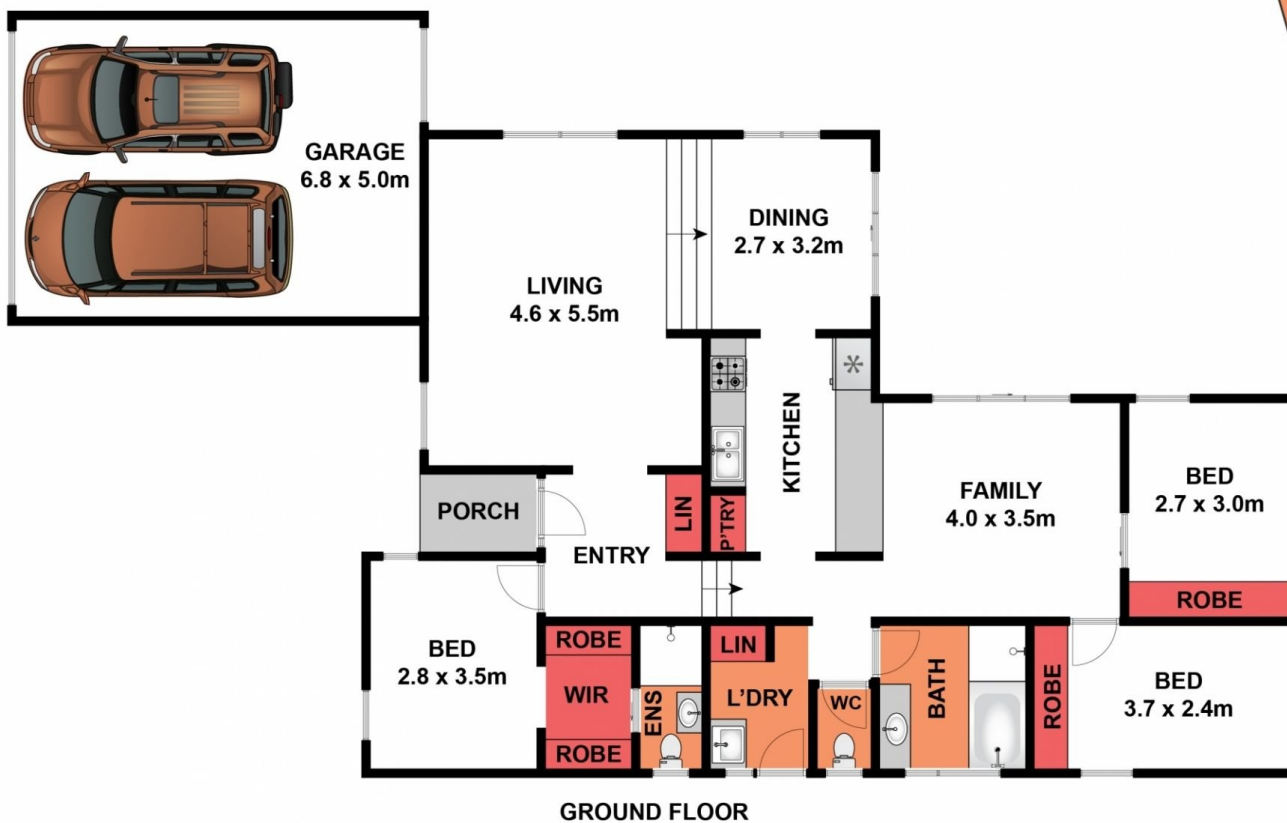 GARAGE
6.8 x 5.0m
DINING
2.7 x 3.2m
LIVING
4.6 x 5.5m
KITCHEN
PORCH
LIN
P'TRY
FAMILY
4.0 x 3.5m
BED
2.7 x 3.0m
ENTRY
ROBE
BED
2.8 x 3.5m
ROBE
WIR
ROBE
ENS
LIN
L'DRY
WC
BATH
ROBE
BED
3.7 x 2.4m
GROUND FLOOR